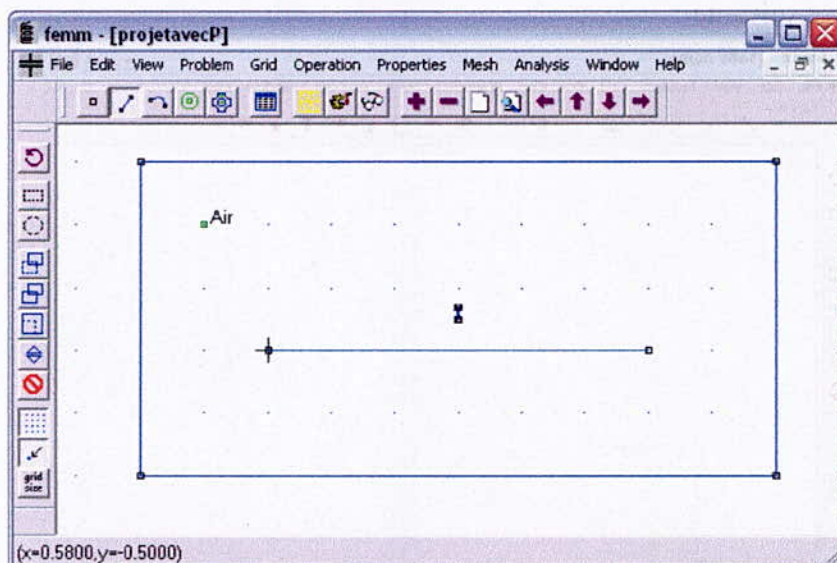 femm - [projetavecP]
File Edit View Problem Grid Operation Properties Mesh Analysis Window Help
Air
grid
size
(x=0.5800,y=-0.5000)